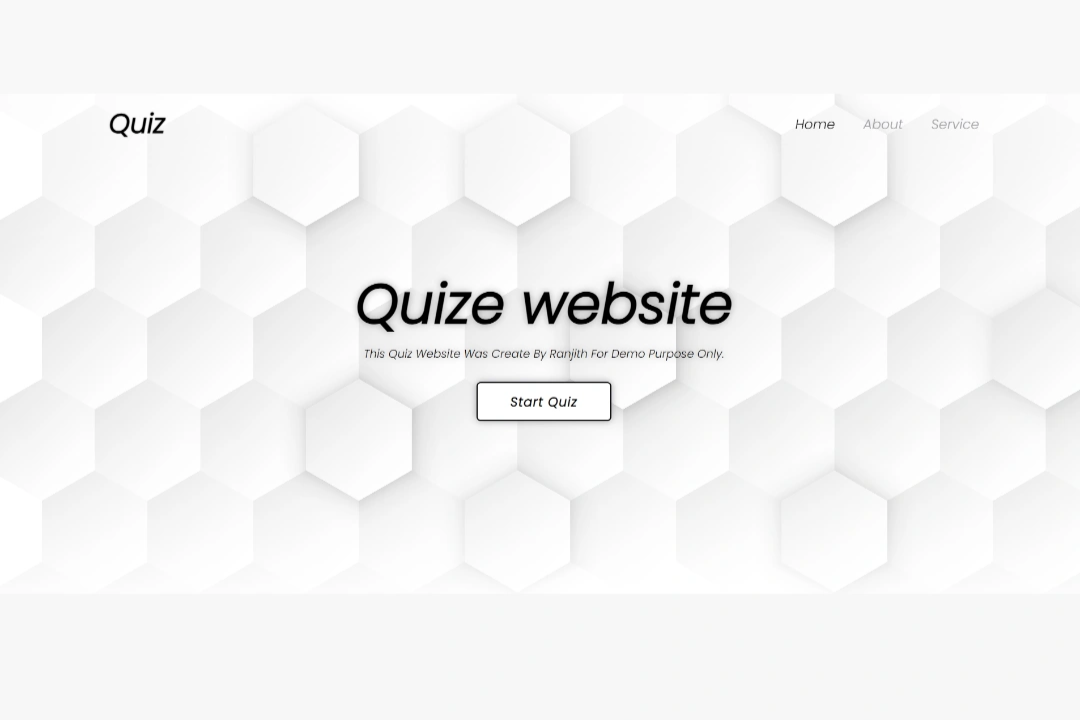 Quiz
Home About Service
Quize website
This Quiz Website Was Create By Ranjith For Demo Purpose Only.
Start Quiz